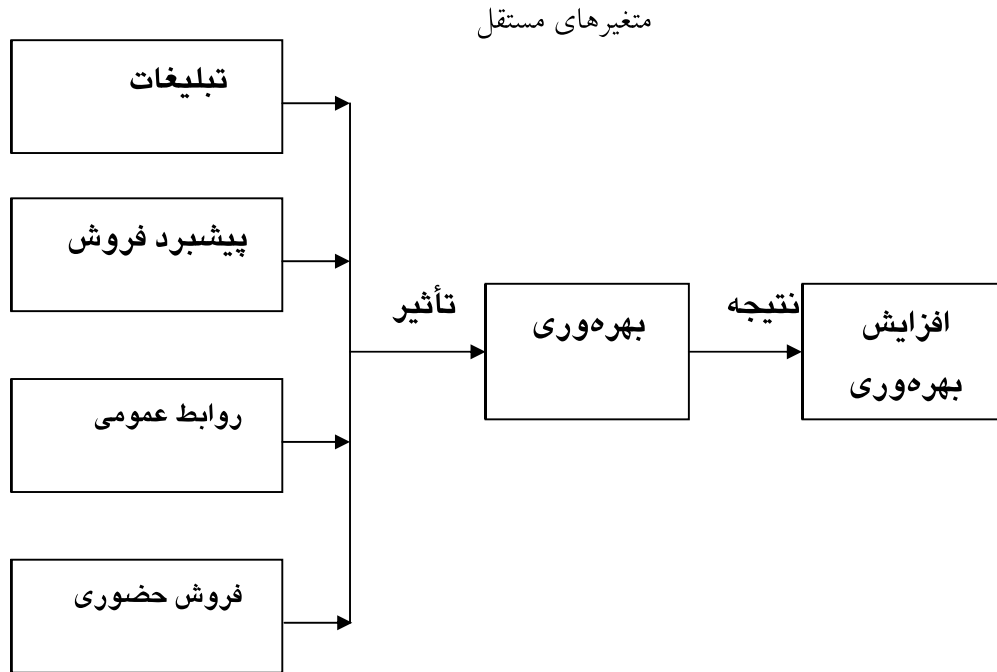 متغیرهای مستقل
تبلیغات
پیشبرد فروش
روابط عمومی
فروش حضوری
تأثیر
بهره‌وری
نتیجه
افزایش
بهره‌وری